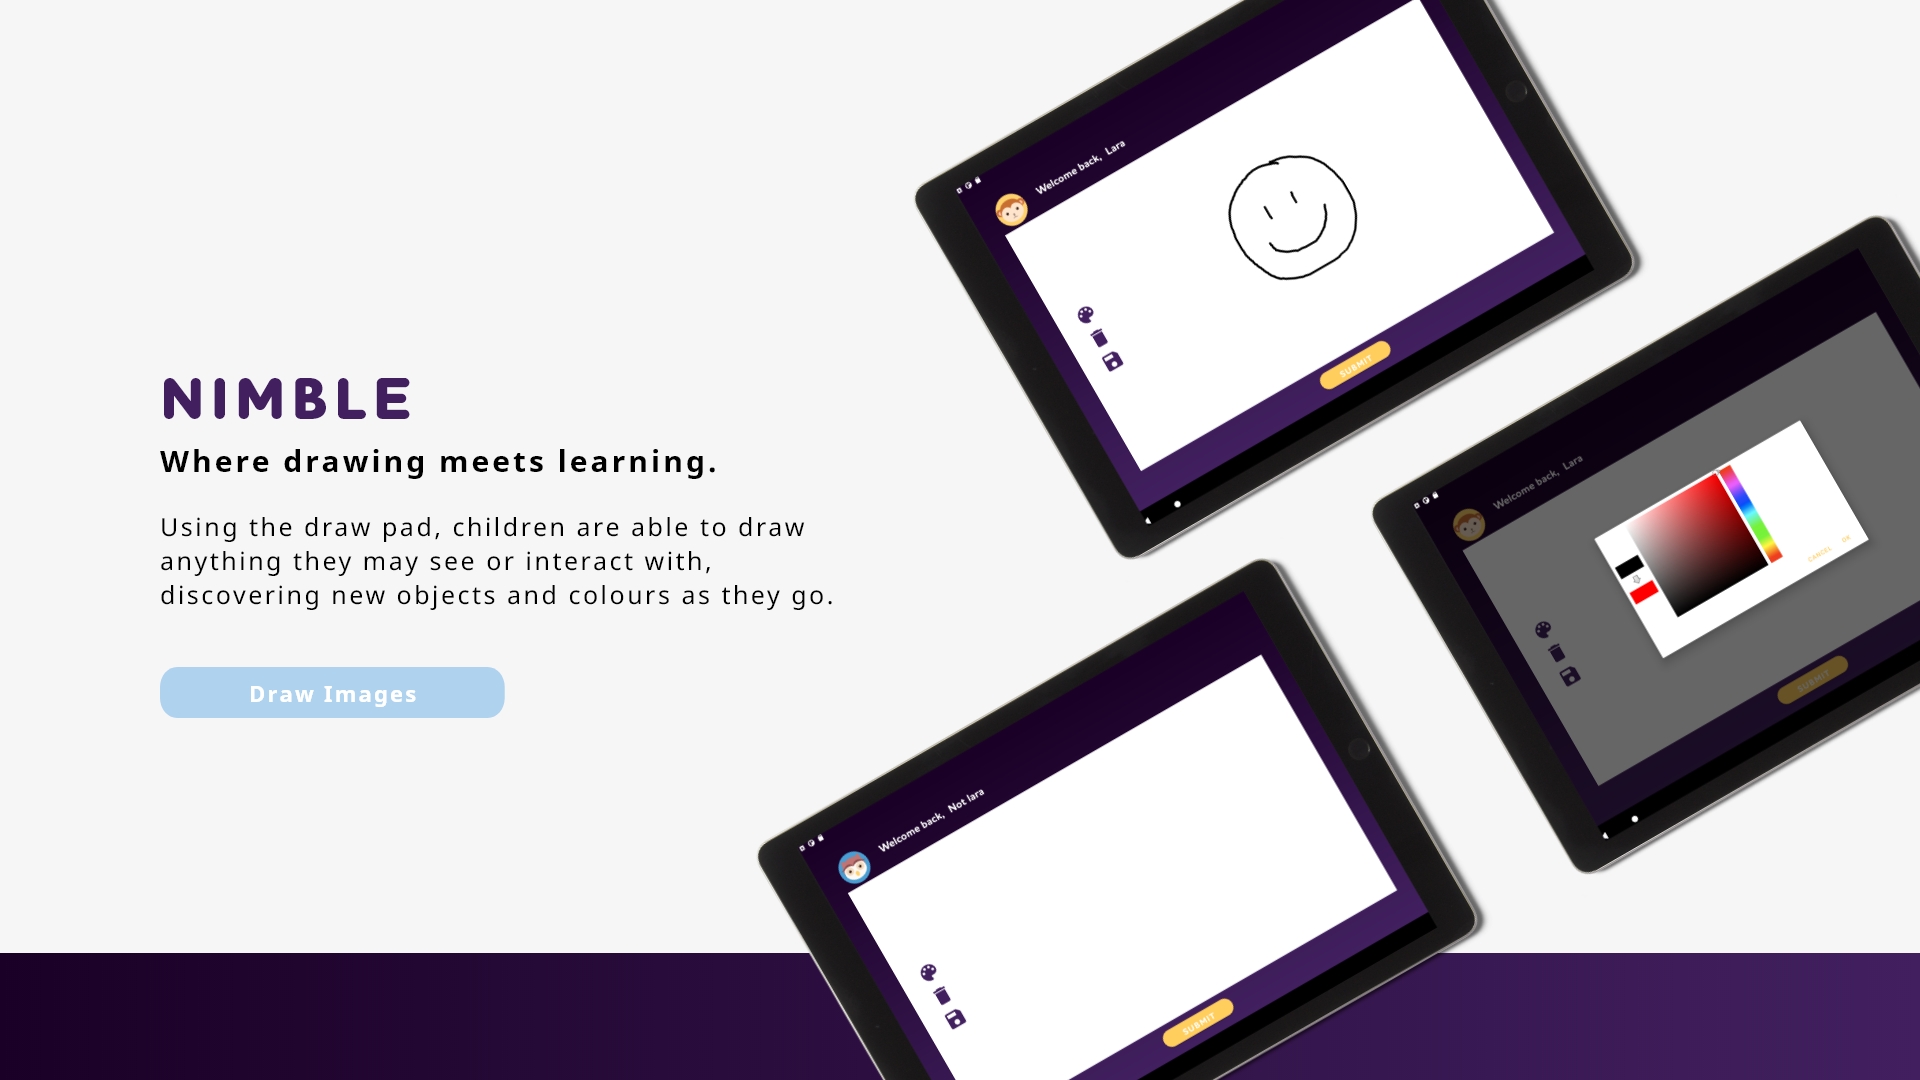 NIMBLE
Where drawing meets learning.
Using the draw pad, children are able to draw
anything they may see or interact with,
discovering new objects and colours as they go.
Draw Images
Welcome back, Lara
SUBMIT
Welcome back, Lara
CANCEL OK
SUBMIT
Welcome back, Not lara
SUBMIT